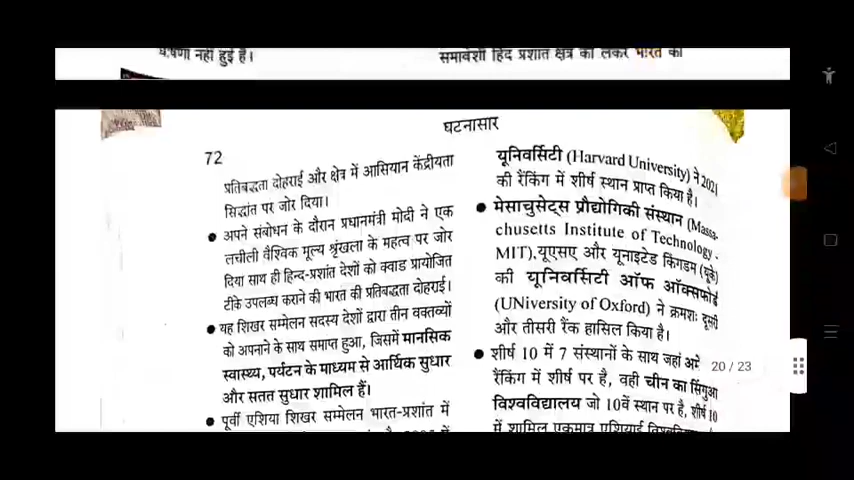 घोषणा नहीं हुई है।
समावेशी हिंद प्रशांत क्षेत्र को लेकर भारत की
घटनासार
72
प्रतिबद्धता दोहराई और क्षेत्र में आसियान केंद्रीयता
सिद्धांत पर जोर दिया।
● अपने संबोधन के दौरान प्रधानमंत्री मोदी ने एक
लचीली वैश्विक मूल्य श्रृंखला के महत्व पर जोर
दिया साथ ही हिन्द-प्रशांत देशों को क्वाड प्रायोजित
टीके उपलब्ध कराने की भारत की प्रतिबद्धता दोहराई।
● यह शिखर सम्मेलन सदस्य देशों द्वारा तीन वक्तव्यों
को अपनाने के साथ समाप्त हुआ, जिसमें मानसिक
स्वास्थ्य, पर्यटन के माध्यम से आर्थिक सुधार
और सतत सुधार शामिल हैं।
● पूर्वी एशिया शिखर सम्मेलन भारत-प्रशांत में
यूनिवर्सिटी (Harvard University) ने 2021
की रैंकिंग में शीर्ष स्थान प्राप्त किया है।
● मेसाचुसेट्स प्रौद्योगिकी संस्थान (Massa-
chusetts Institute of Technology -
MIT),यूएसए और यूनाइटेड किंगडम (यूके)
की यूनिवर्सिटी ऑफ ऑक्सफोर्ड
(UNiversity of Oxford) ने क्रमशः दूसरी
और तीसरी रैंक हासिल किया है।
● शीर्ष 10 में 7 संस्थानों के साथ जहां
रैंकिंग में शीर्ष पर है, वही चीन का सिंगुआ
विश्वविद्यालय जो 10वें स्थान पर है, शीर्ष 10
में शामिल एकमात्र एशियाई
20 / 23